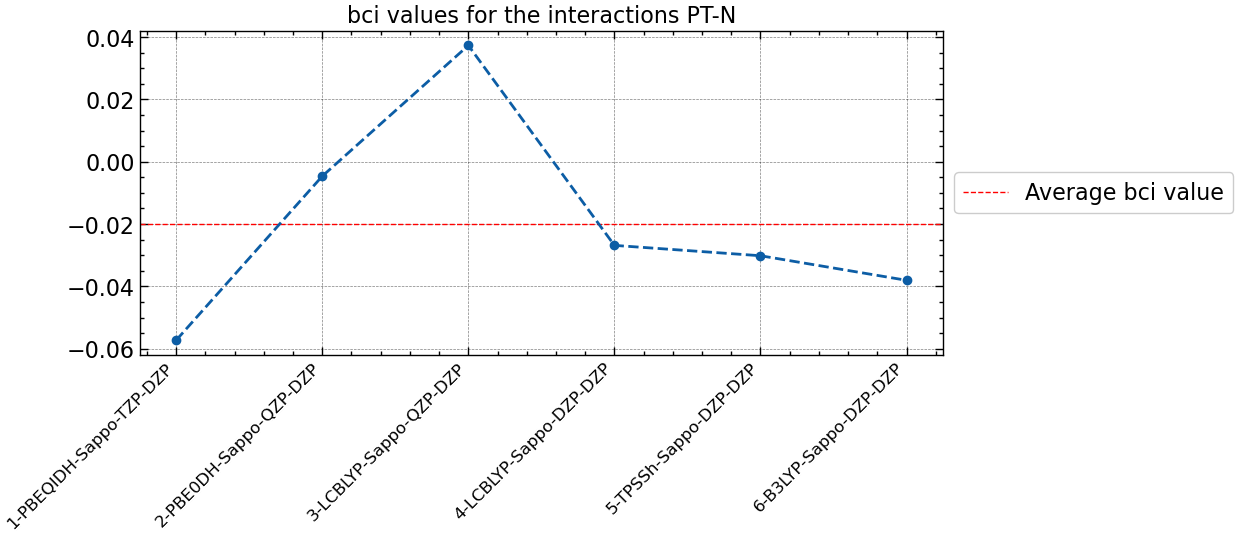 bci values for the interactions PT-N
0.04
0.02
0.00
−0.02
−0.04
−0.06
Average bci value
1-PBEQIDH-Sappo-TZP-DZP
2-PBE0DH-Sappo-QZP-DZP
3-LCBLYP-Sappo-QZP-DZP
4-LCBLYP-Sappo-DZP-DZP
5-TPSSh-Sappo-DZP-DZP
6-B3LYP-Sappo-DZP-DZP